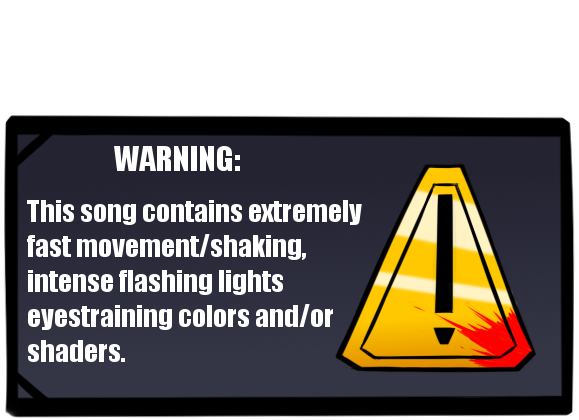 WARNING:
This song contains extremely
fast movement/shaking,
intense flashing lights
eyestraining colors and/or
shaders.